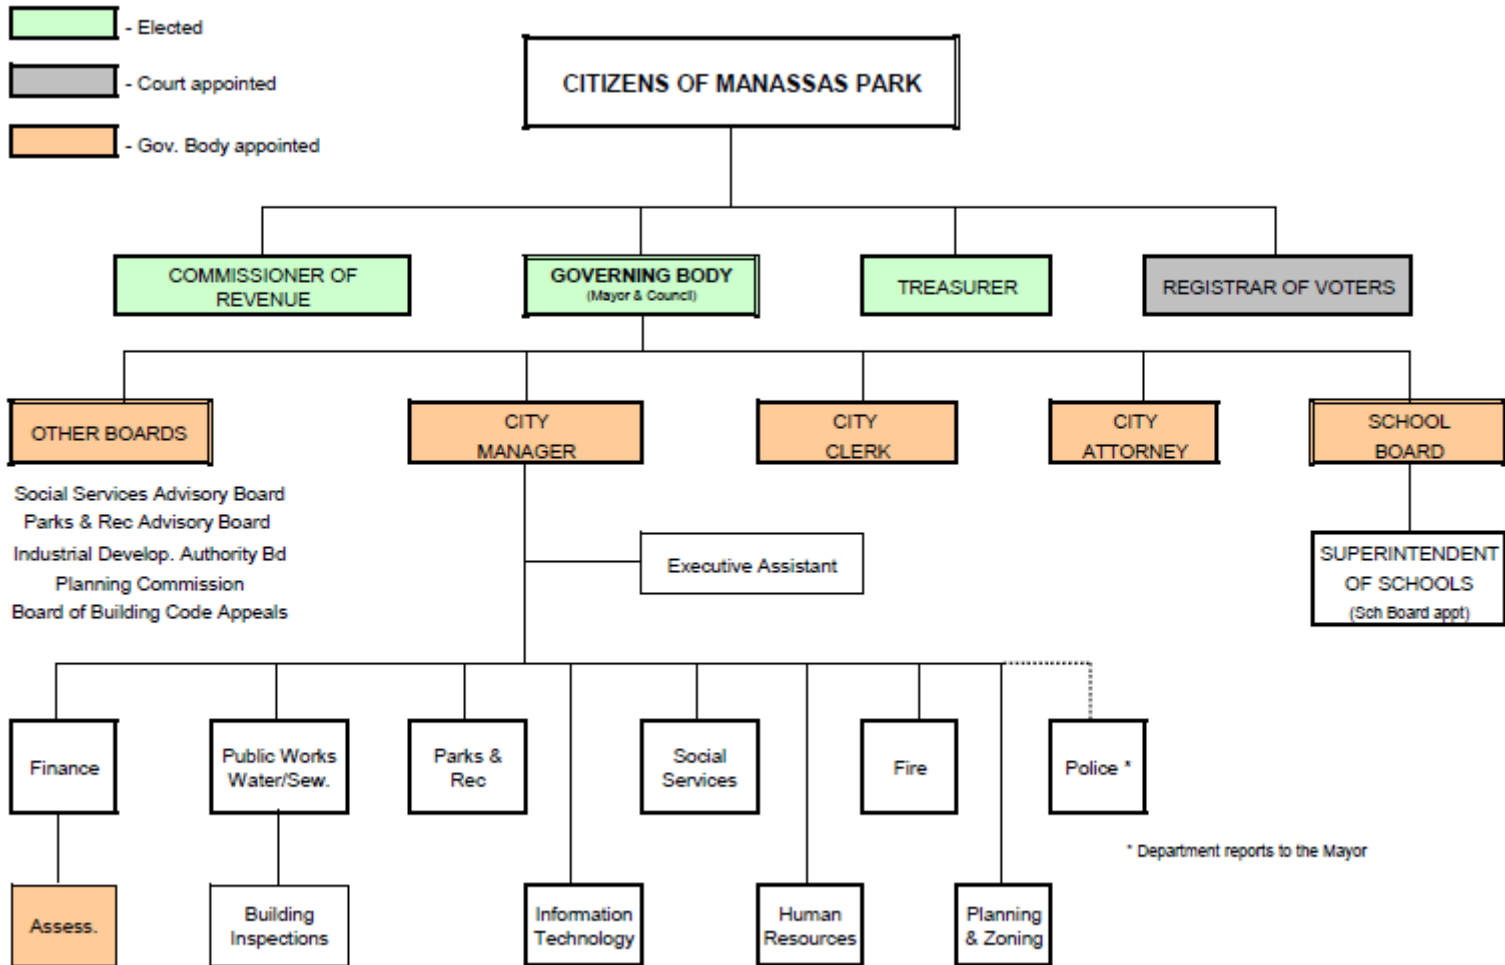 - Elected
- Court appointed
- Gov. Body appointed
CITIZENS OF MANASSAS PARK
COMMISSIONER OF
REVENUE
GOVERNING BODY
(Mayor & Council)
TREASURER
REGISTRAR OF VOTERS
OTHER BOARDS
Social Services Advisory Board
Parks & Rec Advisory Board
Industrial Develop. Authority Bd
Planning Commission
Board of Building Code Appeals
CITY
MANAGER
CITY
CLERK
CITY
ATTORNEY
SCHOOL
BOARD
Executive Assistant
SUPERINTENDENT
OF SCHOOLS
(Sch Board appt)
Finance
Public Works
Water/Sew.
Parks &
Rec
Social
Services
Fire
Police *
* Department reports to the Mayor
Assess.
Building
Inspections
Information
Technology
Human
Resources
Planning
& Zoning